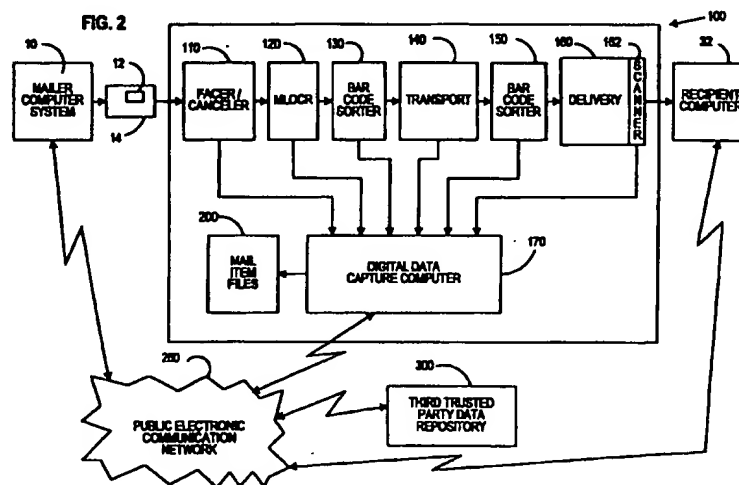 FIG. 2
100
10
12
110
120
130
140
150
160
162
32
MAILER
COMPUTER
SYSTEM
14
FACER /
CANCELER
MLOCR
BAR
CODE
SORTER
TRANSPORT
BAR
CODE
SORTER
DELIVERY
SCANNER
RECIPIENT
COMPUTER
200
MAIL
ITEM
FILES
DIGITAL DATA
CAPTURE COMPUTER
170
300
PUBLIC ELECTRONIC
COMMUNICATION
NETWORK
THIRD TRUSTED
PARTY DATA
REPOSITORY